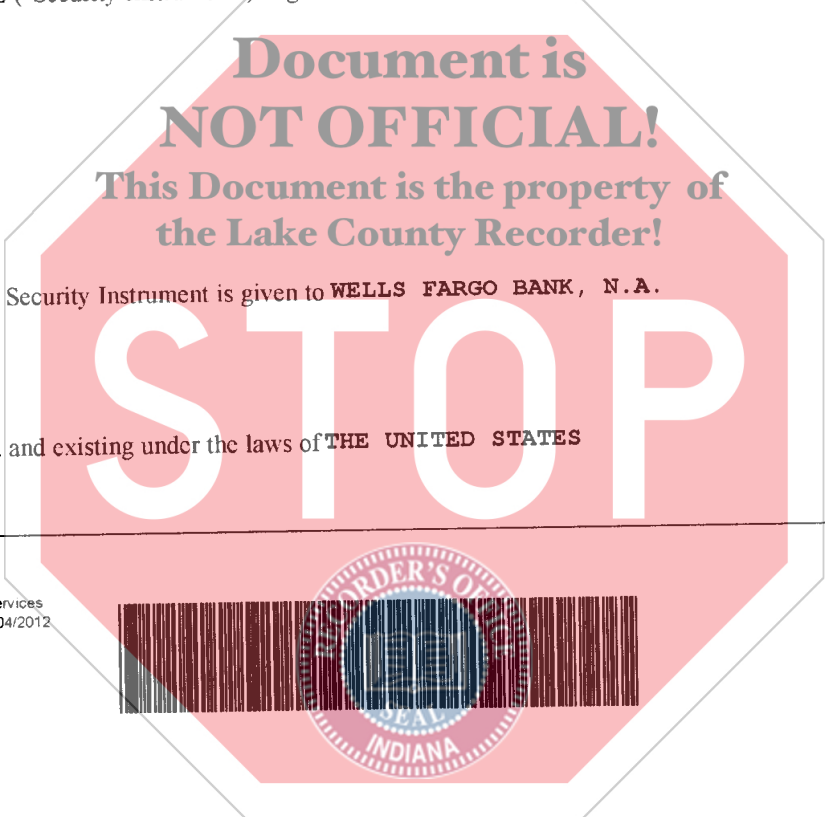 Document is
NOT OFFICIAL!
This Document is the property of
the Lake County Recorder!
Security Instrument is given to WELLS FARGO BANK, N.A.
and existing under the laws of THE UNITED STATES
STOP
ervices
04/2012
RECORDER'S OFFICE
SEAL
INDIANA